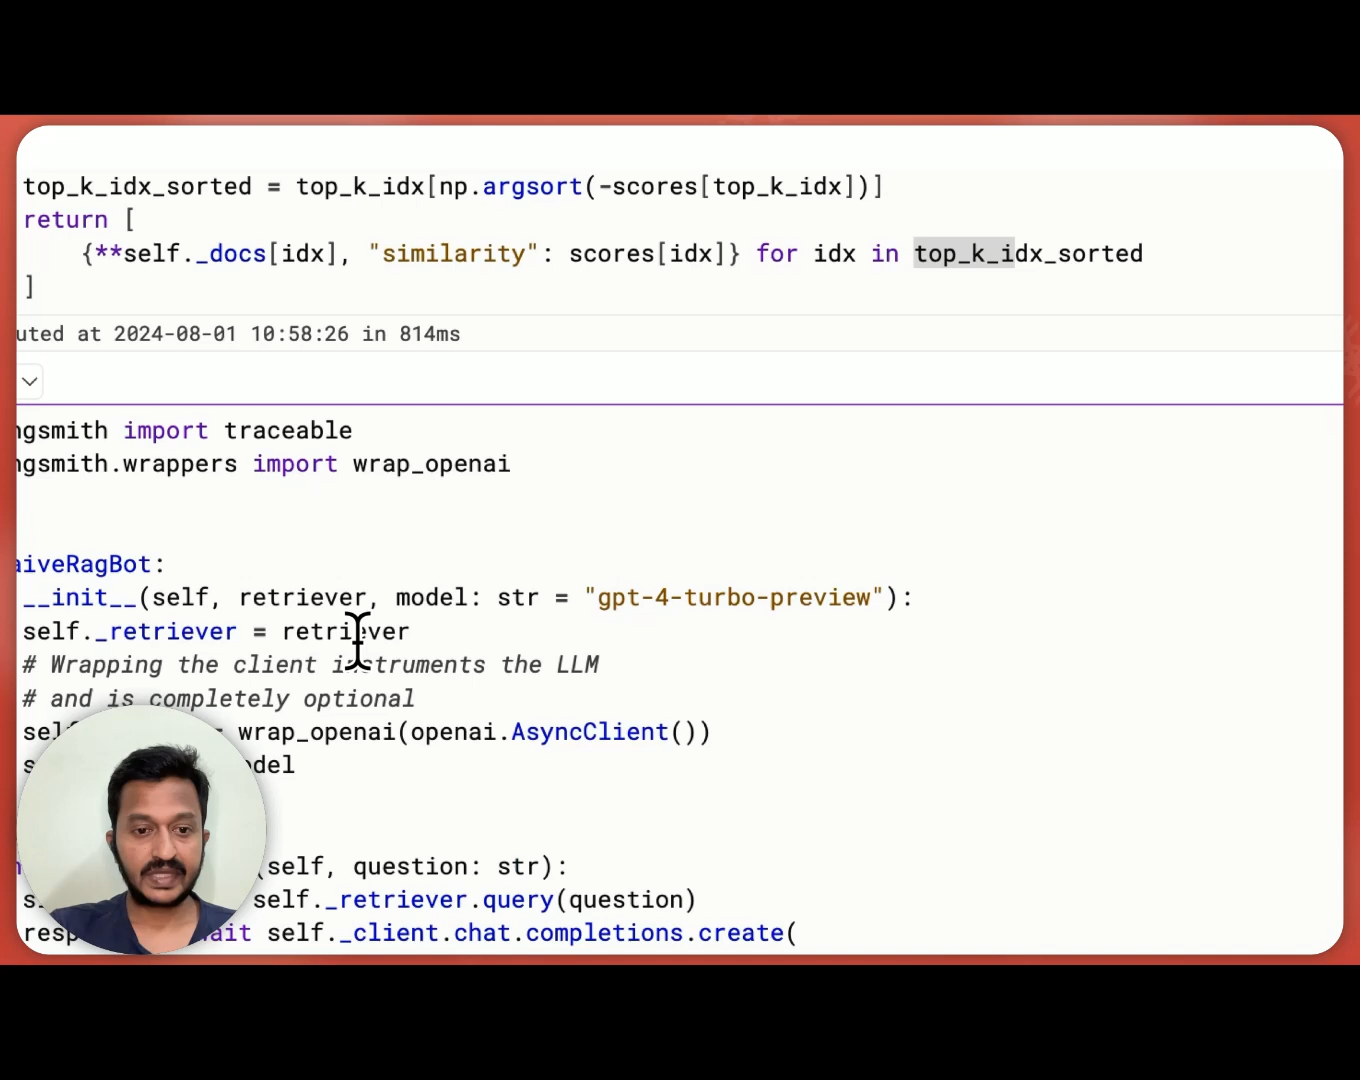 top_k_idx_sorted = top_k_idx[np.argsort(-scores[top_k_idx])]
return [
{**self._docs[idx], "similarity": scores[idx]} for idx in top_k_idx_sorted
]
uted at 2024-08-01 10:58:26 in 814ms
ngsmith import traceable
ngsmith.wrappers import wrap_openai
aiveRagBot:
__init__(self, retriever, model: str = "gpt-4-turbo-preview"):
self._retriever = retriever
# Wrapping the client instruments the LLM
# and is completely optional
wrap_openai(openai.AsyncClient())
del
(self, question: str):
self._retriever.query(question)
self._client.chat.completions.create(